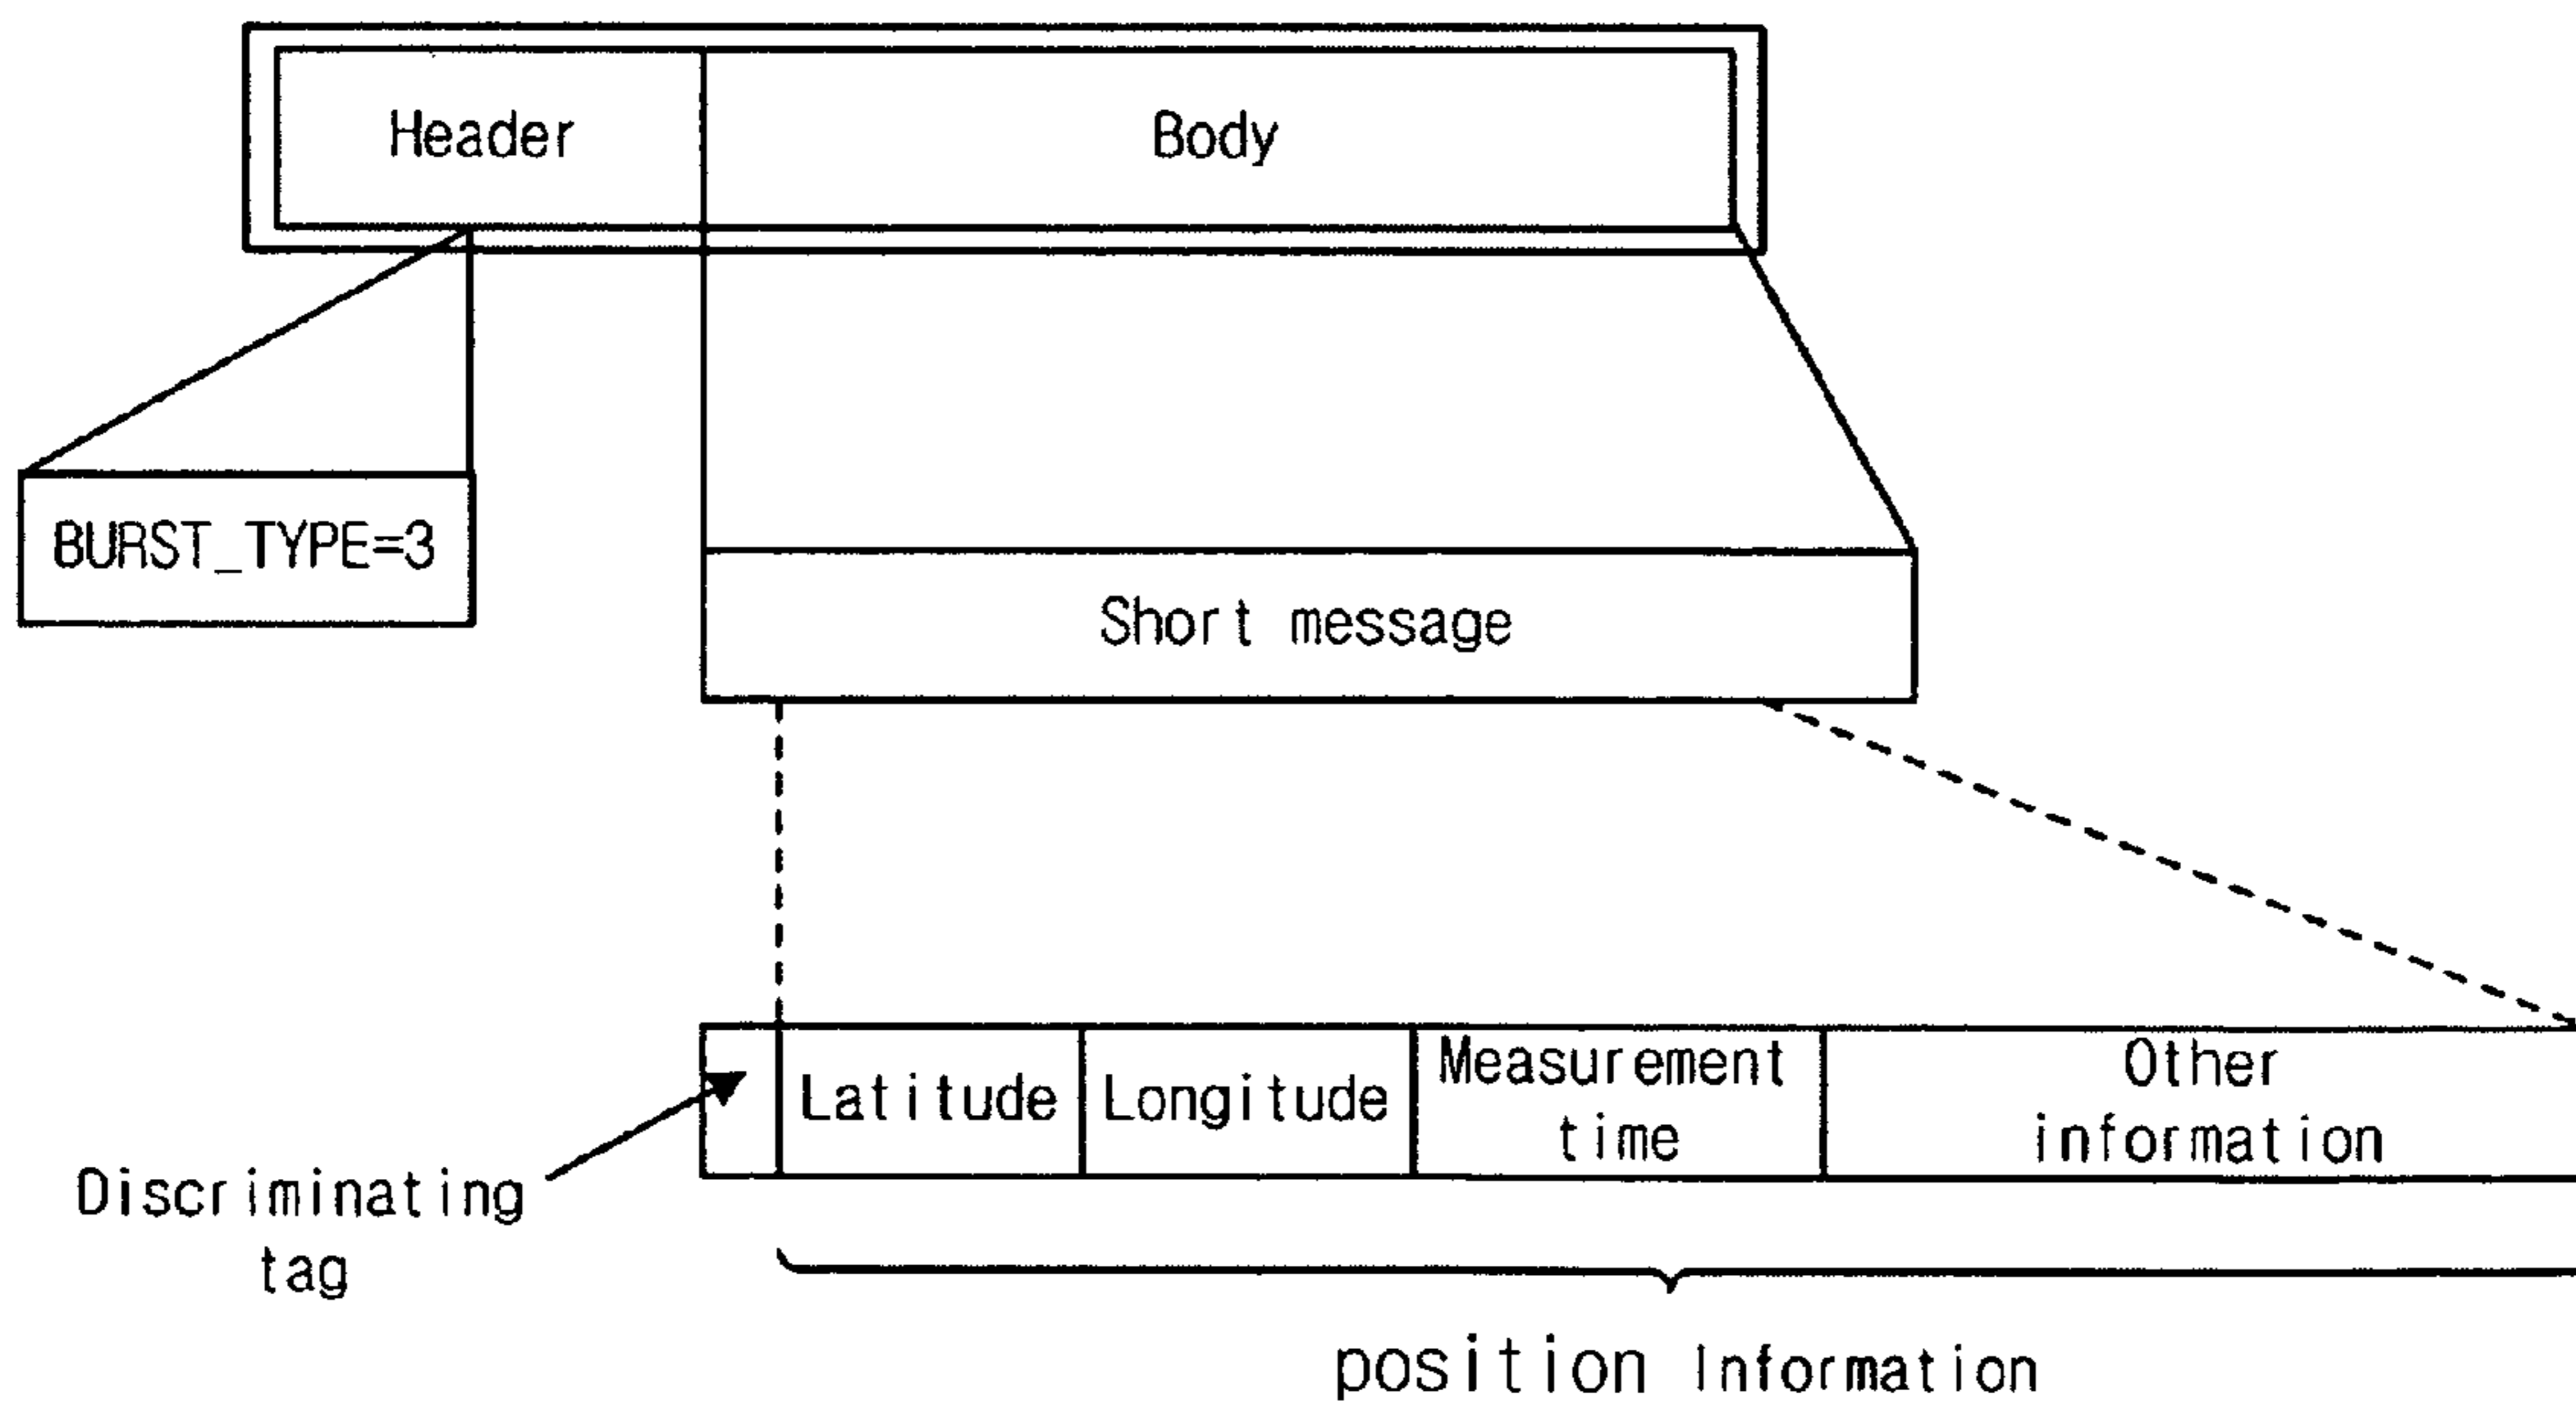 Header
Body
BURST_TYPE=3
Short message
Latitude
Longitude
Measurement
time
Other
information
Discriminating
tag
position Information